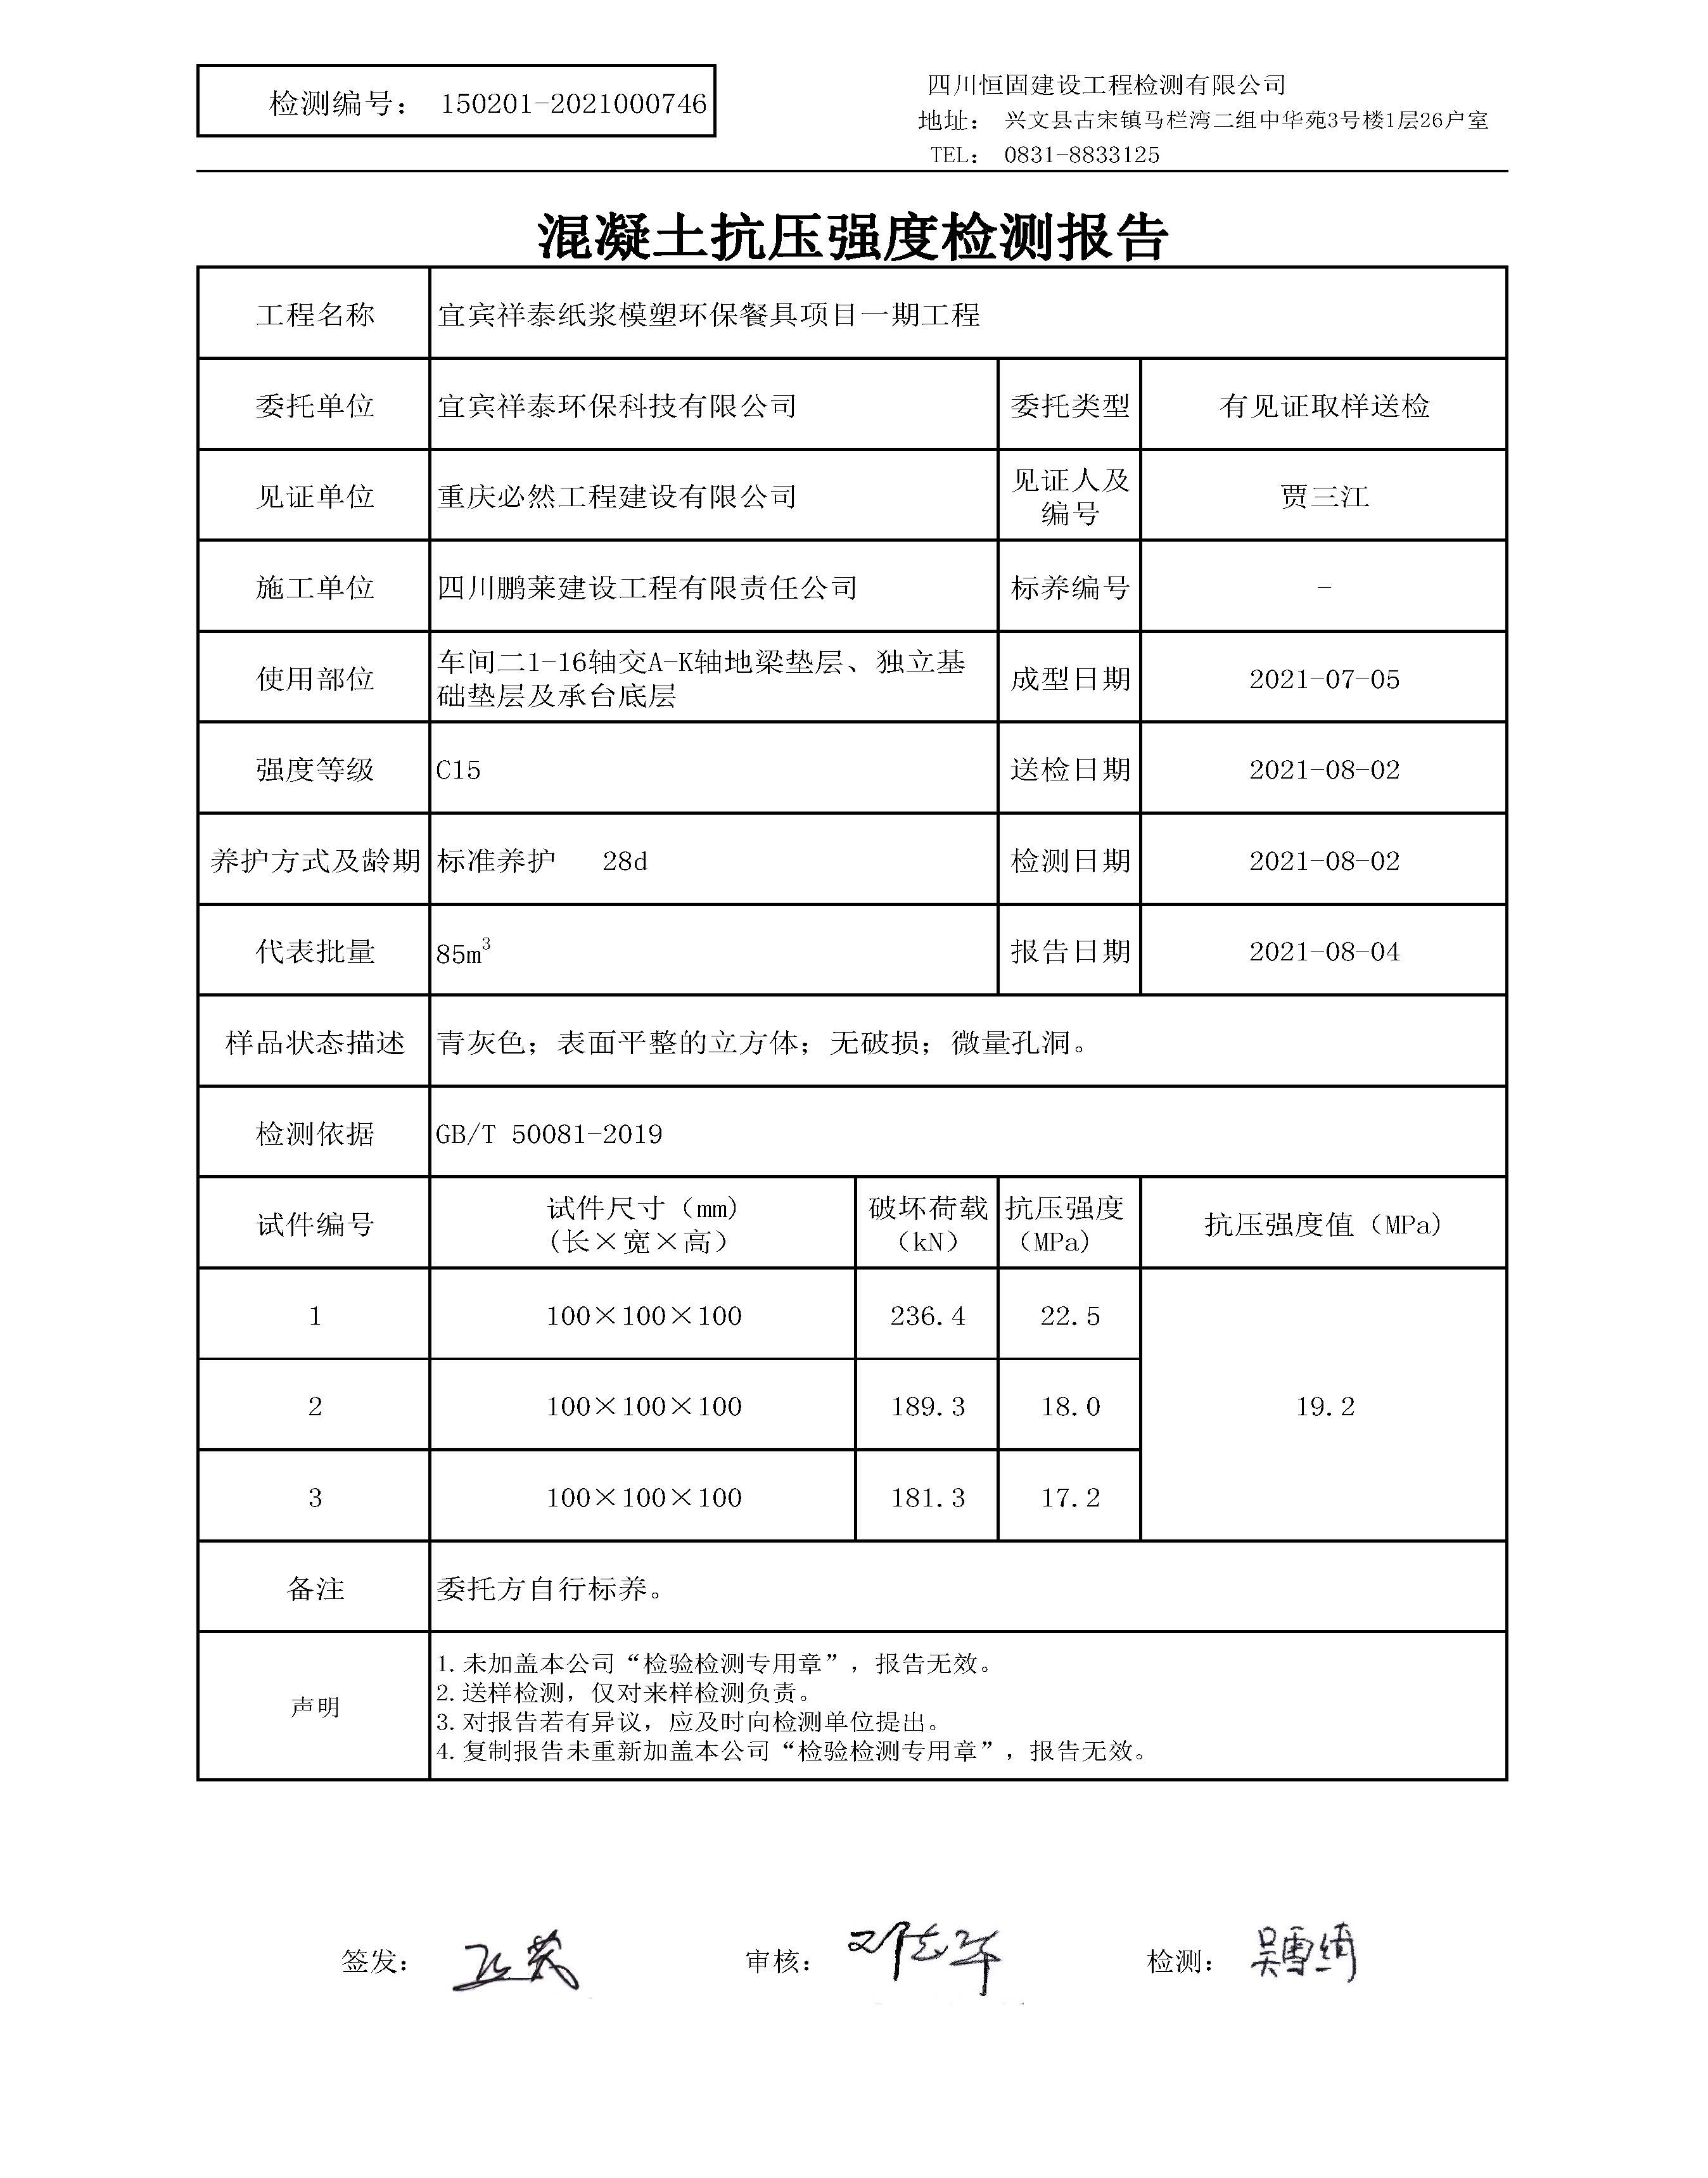 检测编号： 150201-2021000746
四川恒固建设工程检测有限公司
地址： 兴文县古宋镇马栏湾二组中华苑3号楼1层26户室
TEL： 0831-8833125
混凝土抗压强度检测报告
工程名称 宜宾祥泰纸浆模塑环保餐具项目一期工程
委托单位 宜宾祥泰环保科技有限公司 委托类型 有见证取样送检
见证单位 重庆必然工程建设有限公司 见证人及编号 贾三江
施工单位 四川鹏莱建设工程有限责任公司 标养编号 -
使用部位 车间二1-16轴交A-K轴地梁垫层、独立基
础垫层及承台底层 成型日期 2021-07-05
强度等级 C15 送检日期 2021-08-02
养护方式及龄期 标准养护 28d 检测日期 2021-08-02
代表批量 85m³ 报告日期 2021-08-04
样品状态描述 青灰色；表面平整的立方体；无破损；微量孔洞。
检测依据 GB/T 50081-2019
试件编号 试件尺寸（mm）（长×宽×高） 破坏荷载（kN） 抗压强度（MPa） 抗压强度值（MPa）
1 100×100×100 236.4 22.5
2 100×100×100 189.3 18.0 19.2
3 100×100×100 181.3 17.2
备注 委托方自行标养。
声明
1.未加盖本公司“检验检测专用章”，报告无效。
2.送样检测，仅对来样检测负责。
3.对报告若有异议，应及时向检测单位提出。
4.复制报告未重新加盖本公司“检验检测专用章”，报告无效。
签发： 审核： 检测： 吴雪绮